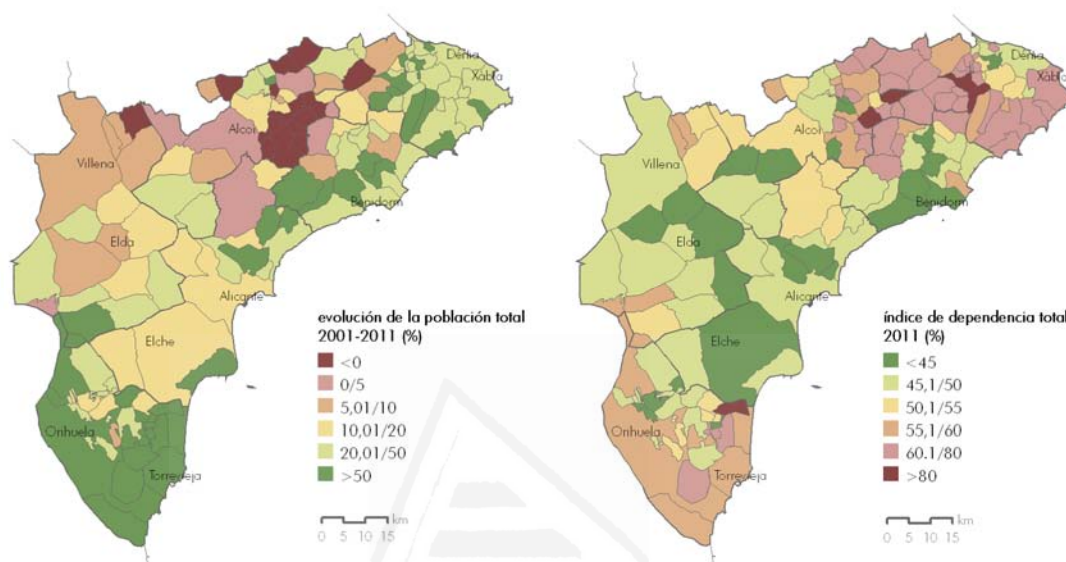 Dénia
Xàbia
Alcoi
Villena
Benidorm
Elda
Alicante
evolución de la población total
2001-2011 (%)
Elche
<0
0/5
5,01/10
10,01/20
20,01/50
>50
Orihuela
Torrevieja
km
0 5 10 15
Dénia
Xàbia
Alcoi
Villena
Benidorm
Elda
Alicante
índice de dependencia total
2011 (%)
Elche
<45
45,1/50
50,1/55
55,1/60
60.1/80
>80
Orihuela
Torrevieja
km
0 5 10 15